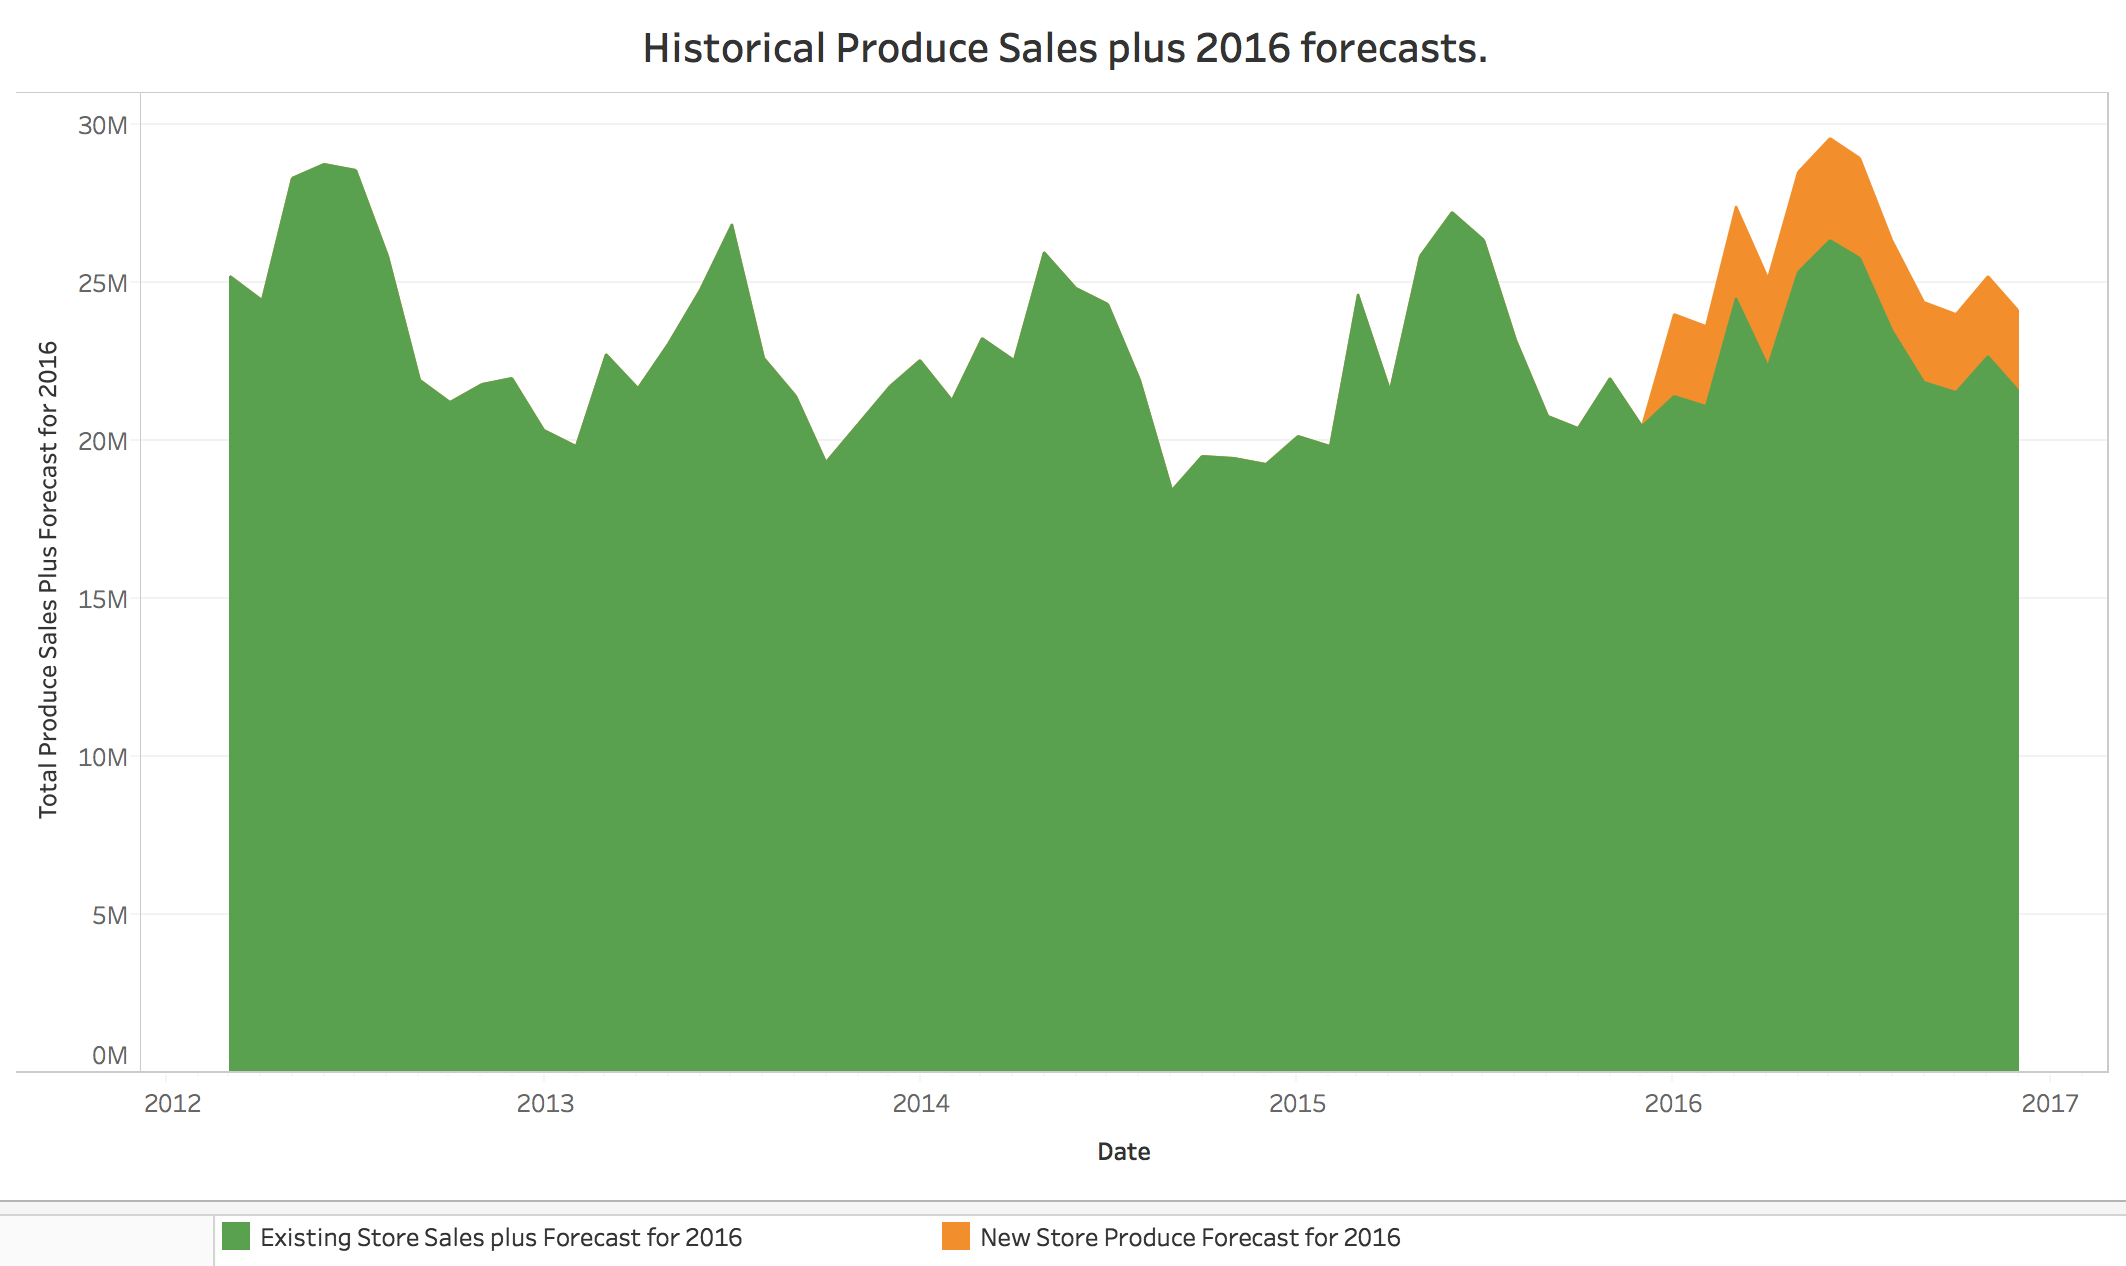 Historical Produce Sales plus 2016 forecasts.
Total Produce Sales Plus Forecast for 2016
30M
25M
20M
15M
10M
5M
0M
2012 2013 2014 2015 2016 2017
Date
Existing Store Sales plus Forecast for 2016 New Store Produce Forecast for 2016